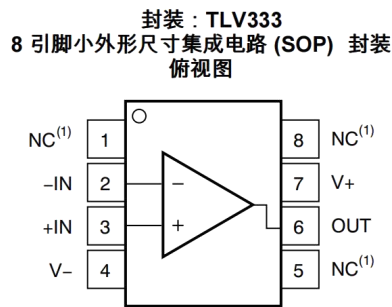 封装：TLV333
8 引脚小外形尺寸集成电路 (SOP) 封装
俯视图
NC(1) 1 8 NC(1)
–IN 2 – 7 V+
+IN 3 + 6 OUT
V– 4 5 NC(1)